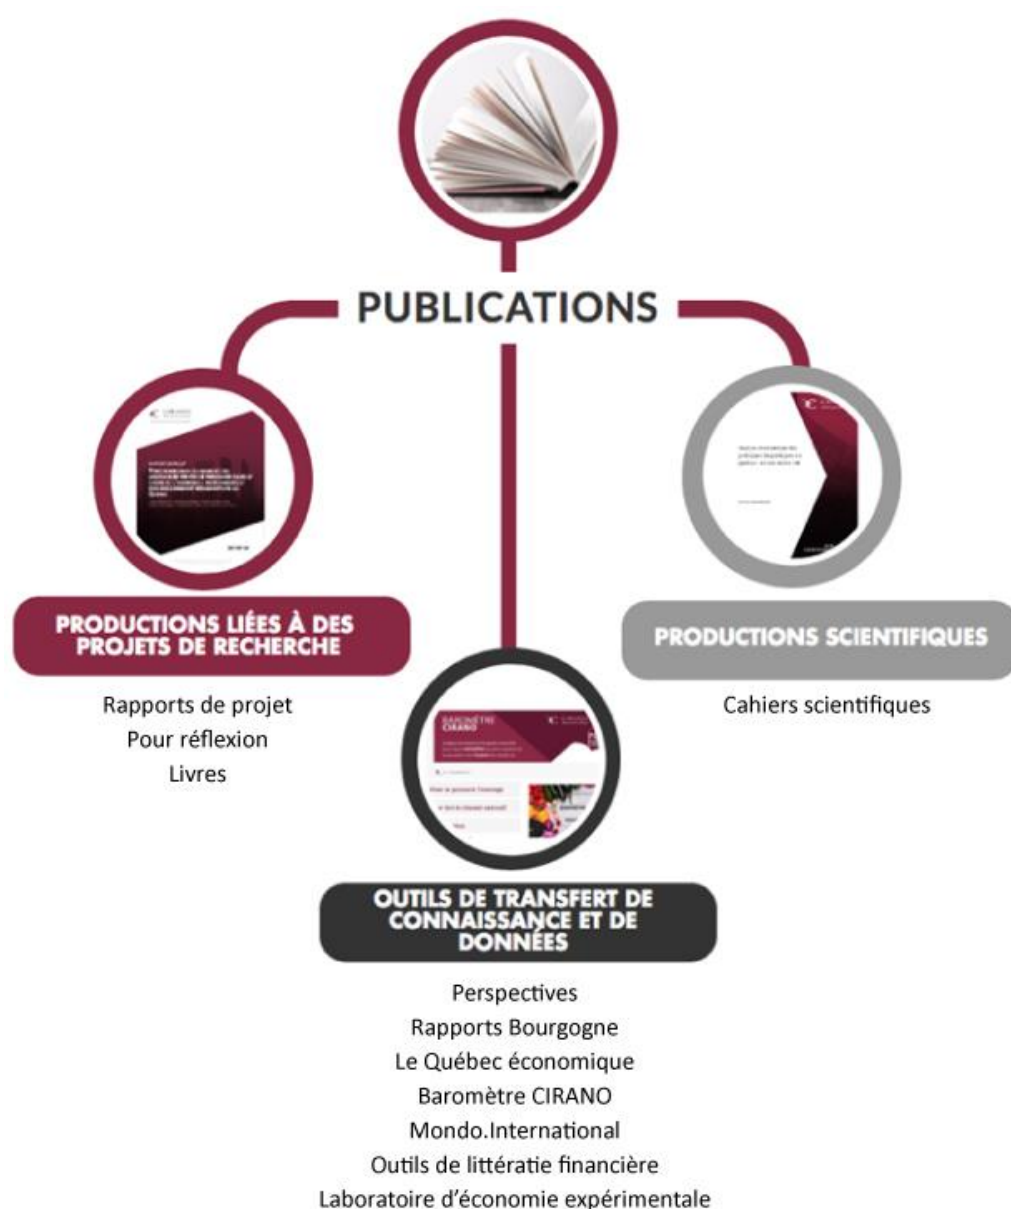 PUBLICATIONS
PRODUCTIONS LIÉES À DES
PROJETS DE RECHERCHE
Rapports de projet
Pour réflexion
Livres
PRODUCTIONS SCIENTIFIQUES
Cahiers scientifiques
BAROMÈTRE
CIRANO
OUTILS DE TRANSFERT DE
CONNAISSANCE ET DE
DONNÉES
Perspectives
Rapports Bourgogne
Le Québec économique
Baromètre CIRANO
Mondo.International
Outils de littératie financière
Laboratoire d'économie expérimentale